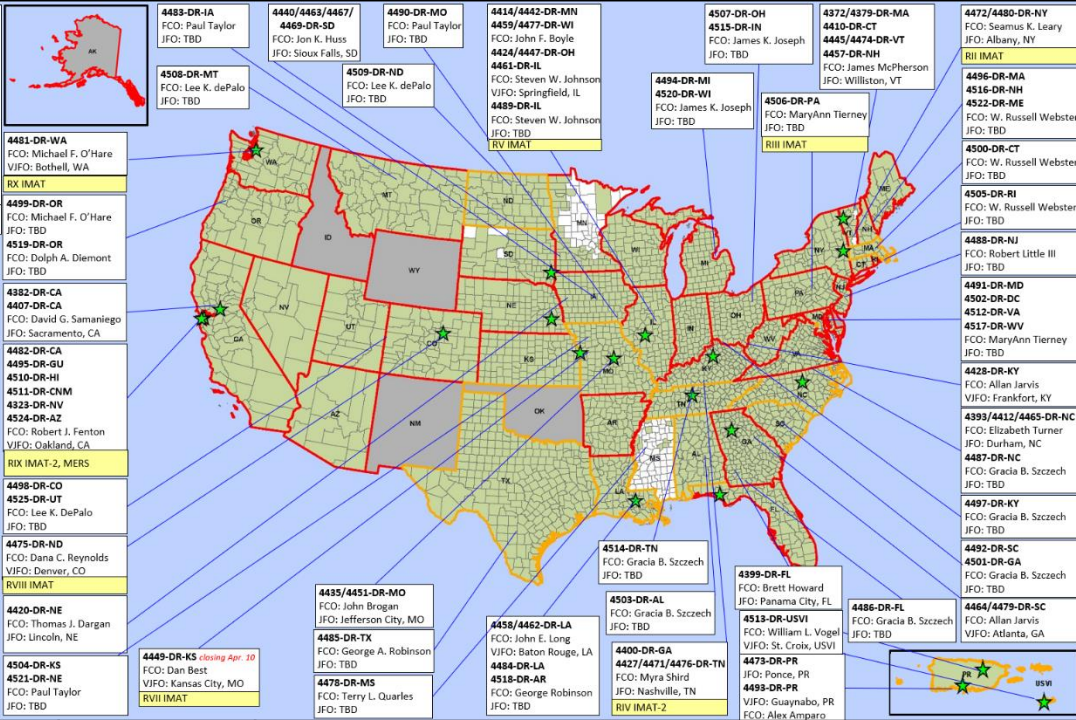 4483-DR-IA
FCO: Paul Taylor
JFO: TBD
4440/4463/4467/
4469-DR-SD
FCO: Jon K. Huss
JFO: Sioux Falls, SD
4490-DR-MO
FCO: Paul Taylor
JFO: TBD
4414/4442-DR-MN
4459/4477-DR-WI
FCO: John F. Boyle
4424/4447-DR-OH
4461-DR-IL
FCO: Steven W. Johnson
VJFO: Springfield, IL
4489-DR-IL
FCO: Steven W. Johnson
JFO: TBD
RV IMAT
4507-DR-OH
4515-DR-IN
FCO: James K. Joseph
JFO: TBD
4372/4379-DR-MA
4410-DR-CT
4445/4474-DR-VT
4457-DR-NH
FCO: James McPherson
JFO: Williston, VT
4472/4480-DR-NY
FCO: Seamus K. Leary
JFO: Albany, NY
RII IMAT
4508-DR-MT
FCO: Lee K. dePalo
JFO: TBD
4509-DR-ND
FCO: Lee K. dePalo
JFO: TBD
4494-DR-MI
4520-DR-WI
FCO: James K. Joseph
JFO: TBD
4506-DR-PA
FCO: MaryAnn Tierney
JFO: TBD
RIII IMAT
4496-DR-MA
4516-DR-NH
4522-DR-ME
FCO: W. Russell Webster
JFO: TBD
4500-DR-CT
FCO: W. Russell Webster
JFO: TBD
4505-DR-RI
FCO: W. Russell Webster
JFO: TBD
4488-DR-NJ
FCO: Robert Little III
JFO: TBD
4491-DR-MD
4502-DR-DC
4512-DR-VA
4517-DR-WV
FCO: MaryAnn Tierney
JFO: TBD
4428-DR-KY
FCO: Allan Jarvis
VJFO: Frankfort, KY
4393/4412/4465-DR-NC
FCO: Elizabeth Turner
JFO: Durham, NC
4487-DR-NC
FCO: Gracia B. Szczech
JFO: TBD
4497-DR-KY
FCO: Gracia B. Szczech
JFO: TBD
4492-DR-SC
4501-DR-GA
FCO: Gracia B. Szczech
JFO: TBD
4464/4479-DR-SC
FCO: Allan Jarvis
VJFO: Atlanta, GA
4481-DR-WA
FCO: Michael F. O'Hare
VJFO: Bothell, WA
RX IMAT
4499-DR-OR
FCO: Michael F. O'Hare
JFO: TBD
4519-DR-OR
FCO: Dolph A. Diemont
JFO: TBD
4382-DR-CA
4407-DR-CA
FCO: David G. Samaniego
JFO: Sacramento, CA
4482-DR-CA
4495-DR-GU
4510-DR-HI
4511-DR-CNM
4323-DR-NV
4524-DR-AZ
FCO: Robert J. Fenton
VJFO: Oakland, CA
RIX IMAT-2, MERS
4498-DR-CO
4525-DR-UT
FCO: Lee K. DePalo
JFO: TBD
4475-DR-ND
FCO: Dana C. Reynolds
VJFO: Denver, CO
RVIII IMAT
4420-DR-NE
FCO: Thomas J. Dargan
JFO: Lincoln, NE
4504-DR-KS
4521-DR-NE
FCO: Paul Taylor
JFO: TBD
4449-DR-KS closing Apr. 10
FCO: Dan Best
VJFO: Kansas City, MO
RVII IMAT
4435/4451-DR-MO
FCO: John Brogan
JFO: Jefferson City, MO
4485-DR-TX
FCO: George A. Robinson
JFO: TBD
4478-DR-MS
FCO: Terry L. Quarles
JFO: TBD
4458/4462-DR-LA
FCO: John E. Long
VJFO: Baton Rouge, LA
4484-DR-LA
4518-DR-AR
FCO: George Robinson
JFO: TBD
4514-DR-TN
FCO: Gracia B. Szczech
JFO: TBD
4503-DR-AL
FCO: Gracia B. Szczech
JFO: TBD
4400-DR-GA
FCO: Myra Shird
4427/4471/4476-DR-TN
JFO: Nashville, TN
RIV IMAT-2
4399-DR-FL
FCO: Brett Howard
JFO: Panama City, FL
4513-DR-USVI
FCO: William L. Vogel
VJFO: St. Croix, USVI
4473-DR-PR
JFO: Ponce, PR
4493-DR-PR
VJFO: Guaynabo, PR
FCO: Alex Amparo
4486-DR-FL
FCO: Gracia B. Szczech
JFO: TBD
AK
WA
OR
CA
NV
ID
MT
WY
UT
AZ
CO
NM
ND
SD
NE
KS
OK
TX
MN
IA
MO
AR
LA
WI
IL
MS
MI
IN
OH
KY
TN
AL
GA
FL
SC
NC
VA
WV
PA
NY
NJ
MD
VT
NH
ME
MA
CT
PR
USVI